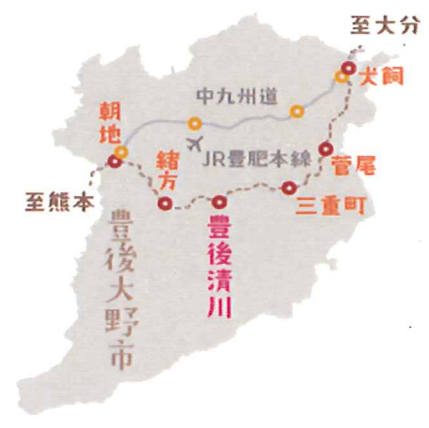 至大分
犬飼
中九州道
朝地
緒方
JR豊肥本線
菅尾
至熊本
三重町
豊後清川
豊後大野市